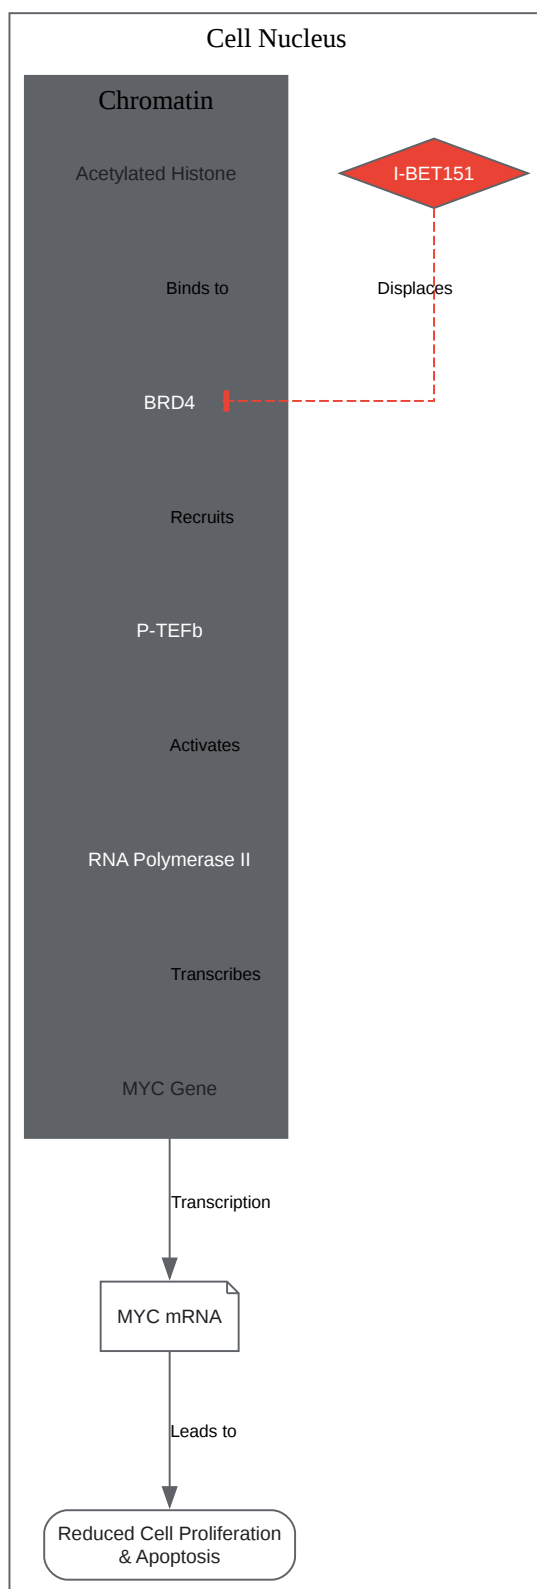 Cell Nucleus
Chromatin
Acetylated Histone
I-BET151
Binds to
Displaces
BRD4
Recruits
P-TEFb
Activates
RNA Polymerase II
Transcribes
MYC Gene
Transcription
MYC mRNA
Leads to
Reduced Cell Proliferation
& Apoptosis